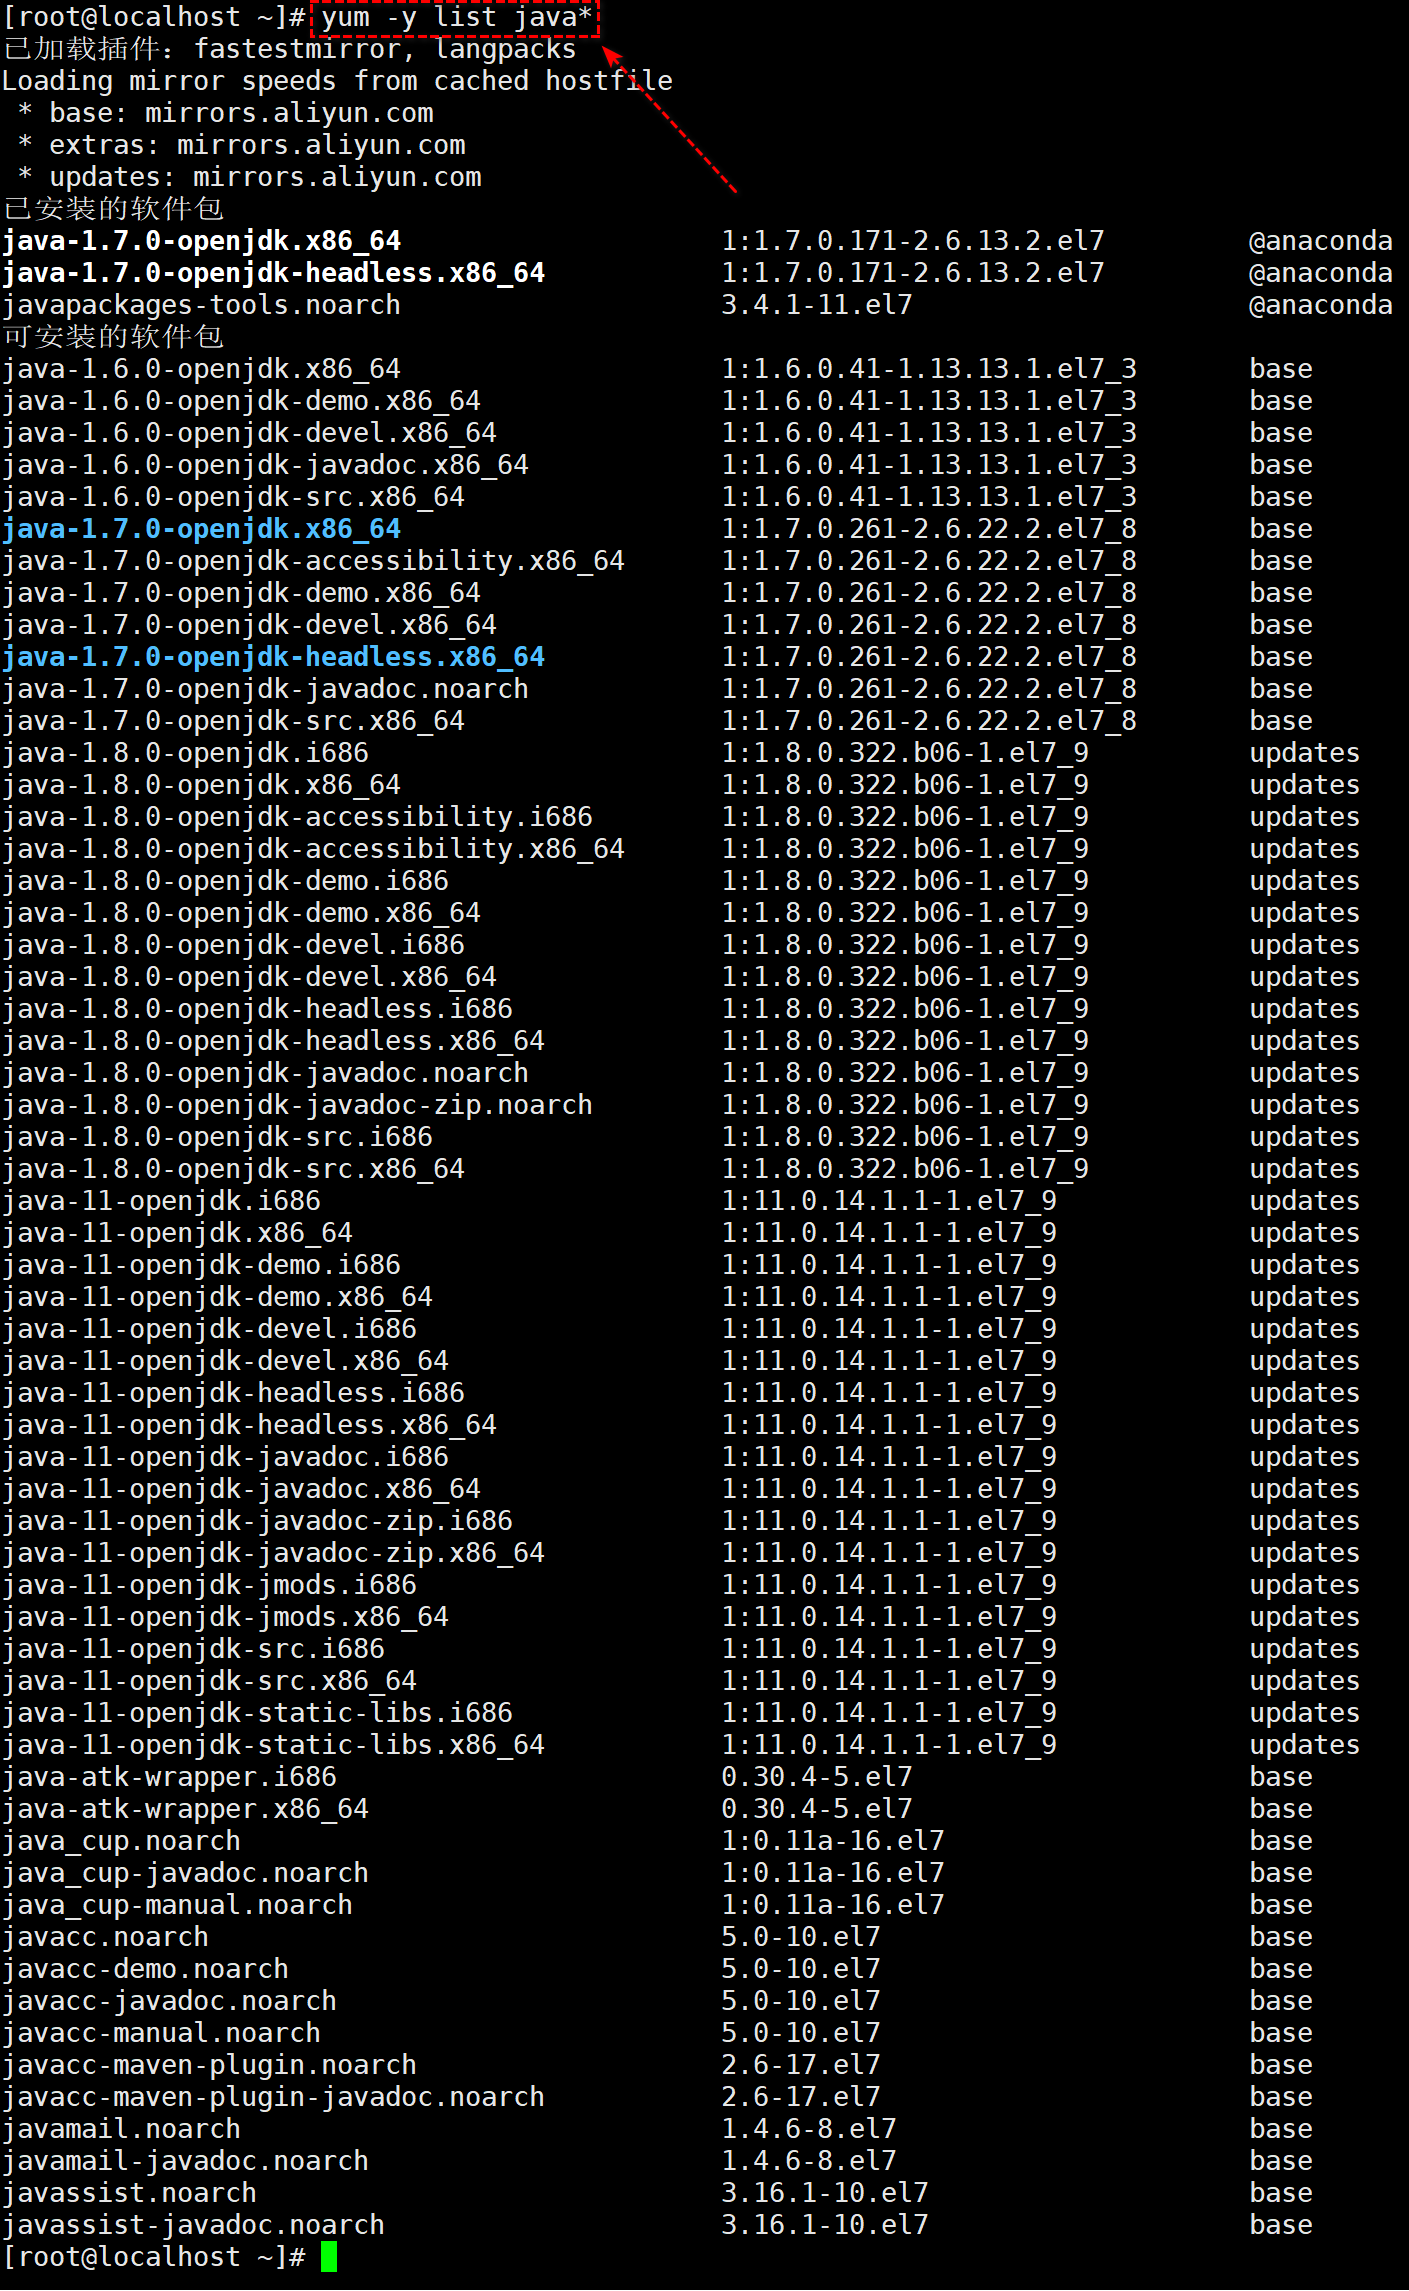 [root@localhost ~]# yum -y list java*
已加载插件：fastestmirror, langpacks
Loading mirror speeds from cached hostfile
 * base: mirrors.aliyun.com
 * extras: mirrors.aliyun.com
 * updates: mirrors.aliyun.com
已安装的软件包
java-1.7.0-openjdk.x86_64 1:1.7.0.171-2.6.13.2.el7 @anaconda
java-1.7.0-openjdk-headless.x86_64 1:1.7.0.171-2.6.13.2.el7 @anaconda
javapackages-tools.noarch 3.4.1-11.el7 @anaconda
可安装的软件包
java-1.6.0-openjdk.x86_64 1:1.6.0.41-1.13.13.1.el7_3 base
java-1.6.0-openjdk-demo.x86_64 1:1.6.0.41-1.13.13.1.el7_3 base
java-1.6.0-openjdk-devel.x86_64 1:1.6.0.41-1.13.13.1.el7_3 base
java-1.6.0-openjdk-javadoc.x86_64 1:1.6.0.41-1.13.13.1.el7_3 base
java-1.6.0-openjdk-src.x86_64 1:1.6.0.41-1.13.13.1.el7_3 base
java-1.7.0-openjdk.x86_64 1:1.7.0.261-2.6.22.2.el7_8 base
java-1.7.0-openjdk-accessibility.x86_64 1:1.7.0.261-2.6.22.2.el7_8 base
java-1.7.0-openjdk-demo.x86_64 1:1.7.0.261-2.6.22.2.el7_8 base
java-1.7.0-openjdk-devel.x86_64 1:1.7.0.261-2.6.22.2.el7_8 base
java-1.7.0-openjdk-headless.x86_64 1:1.7.0.261-2.6.22.2.el7_8 base
java-1.7.0-openjdk-javadoc.noarch 1:1.7.0.261-2.6.22.2.el7_8 base
java-1.7.0-openjdk-src.x86_64 1:1.7.0.261-2.6.22.2.el7_8 base
java-1.8.0-openjdk.i686 1:1.8.0.322.b06-1.el7_9 updates
java-1.8.0-openjdk.x86_64 1:1.8.0.322.b06-1.el7_9 updates
java-1.8.0-openjdk-accessibility.i686 1:1.8.0.322.b06-1.el7_9 updates
java-1.8.0-openjdk-accessibility.x86_64 1:1.8.0.322.b06-1.el7_9 updates
java-1.8.0-openjdk-demo.i686 1:1.8.0.322.b06-1.el7_9 updates
java-1.8.0-openjdk-demo.x86_64 1:1.8.0.322.b06-1.el7_9 updates
java-1.8.0-openjdk-devel.i686 1:1.8.0.322.b06-1.el7_9 updates
java-1.8.0-openjdk-devel.x86_64 1:1.8.0.322.b06-1.el7_9 updates
java-1.8.0-openjdk-headless.i686 1:1.8.0.322.b06-1.el7_9 updates
java-1.8.0-openjdk-headless.x86_64 1:1.8.0.322.b06-1.el7_9 updates
java-1.8.0-openjdk-javadoc.noarch 1:1.8.0.322.b06-1.el7_9 updates
java-1.8.0-openjdk-javadoc-zip.noarch 1:1.8.0.322.b06-1.el7_9 updates
java-1.8.0-openjdk-src.i686 1:1.8.0.322.b06-1.el7_9 updates
java-1.8.0-openjdk-src.x86_64 1:1.8.0.322.b06-1.el7_9 updates
java-11-openjdk.i686 1:11.0.14.1.1-1.el7_9 updates
java-11-openjdk.x86_64 1:11.0.14.1.1-1.el7_9 updates
java-11-openjdk-demo.i686 1:11.0.14.1.1-1.el7_9 updates
java-11-openjdk-demo.x86_64 1:11.0.14.1.1-1.el7_9 updates
java-11-openjdk-devel.i686 1:11.0.14.1.1-1.el7_9 updates
java-11-openjdk-devel.x86_64 1:11.0.14.1.1-1.el7_9 updates
java-11-openjdk-headless.i686 1:11.0.14.1.1-1.el7_9 updates
java-11-openjdk-headless.x86_64 1:11.0.14.1.1-1.el7_9 updates
java-11-openjdk-javadoc.i686 1:11.0.14.1.1-1.el7_9 updates
java-11-openjdk-javadoc.x86_64 1:11.0.14.1.1-1.el7_9 updates
java-11-openjdk-javadoc-zip.i686 1:11.0.14.1.1-1.el7_9 updates
java-11-openjdk-javadoc-zip.x86_64 1:11.0.14.1.1-1.el7_9 updates
java-11-openjdk-jmods.i686 1:11.0.14.1.1-1.el7_9 updates
java-11-openjdk-jmods.x86_64 1:11.0.14.1.1-1.el7_9 updates
java-11-openjdk-src.i686 1:11.0.14.1.1-1.el7_9 updates
java-11-openjdk-src.x86_64 1:11.0.14.1.1-1.el7_9 updates
java-11-openjdk-static-libs.i686 1:11.0.14.1.1-1.el7_9 updates
java-11-openjdk-static-libs.x86_64 1:11.0.14.1.1-1.el7_9 updates
java-atk-wrapper.i686 0.30.4-5.el7 base
java-atk-wrapper.x86_64 0.30.4-5.el7 base
java_cup.noarch 1:0.11a-16.el7 base
java_cup-javadoc.noarch 1:0.11a-16.el7 base
java_cup-manual.noarch 1:0.11a-16.el7 base
javacc.noarch 5.0-10.el7 base
javacc-demo.noarch 5.0-10.el7 base
javacc-javadoc.noarch 5.0-10.el7 base
javacc-manual.noarch 5.0-10.el7 base
javacc-maven-plugin.noarch 2.6-17.el7 base
javacc-maven-plugin-javadoc.noarch 2.6-17.el7 base
javamail.noarch 1.4.6-8.el7 base
javamail-javadoc.noarch 1.4.6-8.el7 base
javassist.noarch 3.16.1-10.el7 base
javassist-javadoc.noarch 3.16.1-10.el7 base
[root@localhost ~]#